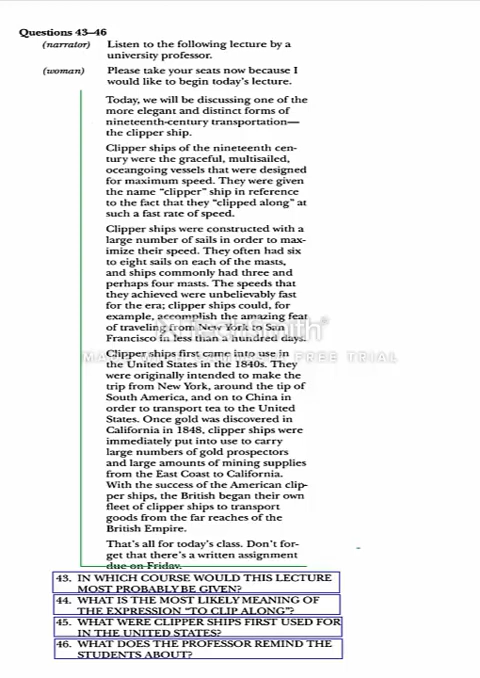 Questions 43–46
(narrator) Listen to the following lecture by a
university professor.
(woman) Please take your seats now because I
would like to begin today's lecture.
Today, we will be discussing one of the
more elegant and distinct forms of
nineteenth-century transportation—
the clipper ship.
Clipper ships of the nineteenth cen-
tury were the graceful, multisailed,
oceangoing vessels that were designed
for maximum speed. They were given
the name "clipper" ship in reference
to the fact that they "clipped along" at
such a fast rate of speed.
Clipper ships were constructed with a
large number of sails in order to max-
imize their speed. They often had six
to eight sails on each of the masts,
and ships commonly had three and
perhaps four masts. The speeds that
they achieved were unbelievably fast
for the era; clipper ships could, for
example, accomplish the amazing feat
of traveling from New York to San
Francisco in less than a hundred days.
Clipper ships first came into use in
the United States in the 1840s. They
were originally intended to make the
trip from New York, around the tip of
South America, and on to China in
order to transport tea to the United
States. Once gold was discovered in
California in 1848, clipper ships were
immediately put into use to carry
large numbers of gold prospectors
and large amounts of mining supplies
from the East Coast to California.
With the success of the American clip-
per ships, the British began their own
fleet of clipper ships to transport
goods from the far reaches of the
British Empire.
That's all for today's class. Don't for-
get that there's a written assignment
due on Friday.
43. IN WHICH COURSE WOULD THIS LECTURE
MOST PROBABLY BE GIVEN?
44. WHAT IS THE MOST LIKELY MEANING OF
THE EXPRESSION "TO CLIP ALONG"?
45. WHAT WERE CLIPPER SHIPS FIRST USED FOR
IN THE UNITED STATES?
46. WHAT DOES THE PROFESSOR REMIND THE
STUDENTS ABOUT?